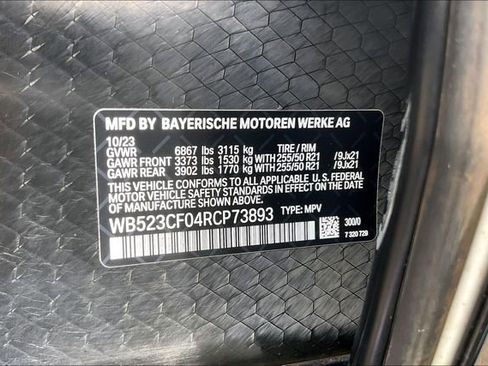 MFD BY BAYERISCHE MOTOREN WERKE AG
10/23
GVWR 6867 lbs 3115 kg TIRE / RIM
GAWR FRONT 3373 lbs 1530 kg WITH 255/50 R21 /9Jx21
GAWR REAR 3902 lbs 1770 kg WITH 255/50 R21 /9Jx21
THIS VEHICLE CONFORMS TO ALL APPLICABLE U. S. FEDERAL
MOTOR VEHICLE SAFETY STANDARDS IN EFFECT ON THE
DATE OF MANUFACTURE SHOWN ABOVE.
WB523CF04RCP73893 TYPE: MPV
300/0
7 320 729